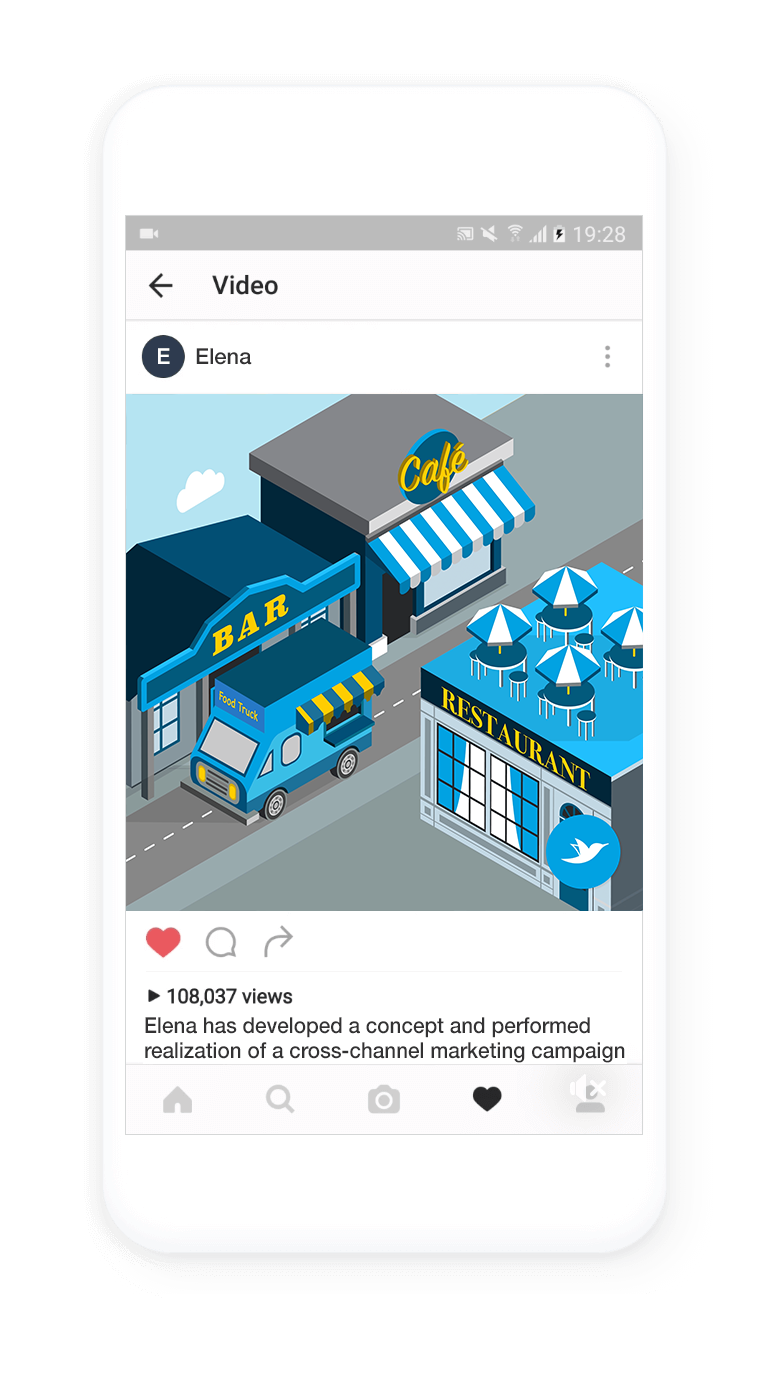 19:28
Video
E
Elena
Café
BAR
Food Truck
RESTAURANT
108,037 views
Elena has developed a concept and performed
realization of a cross-channel marketing campaign